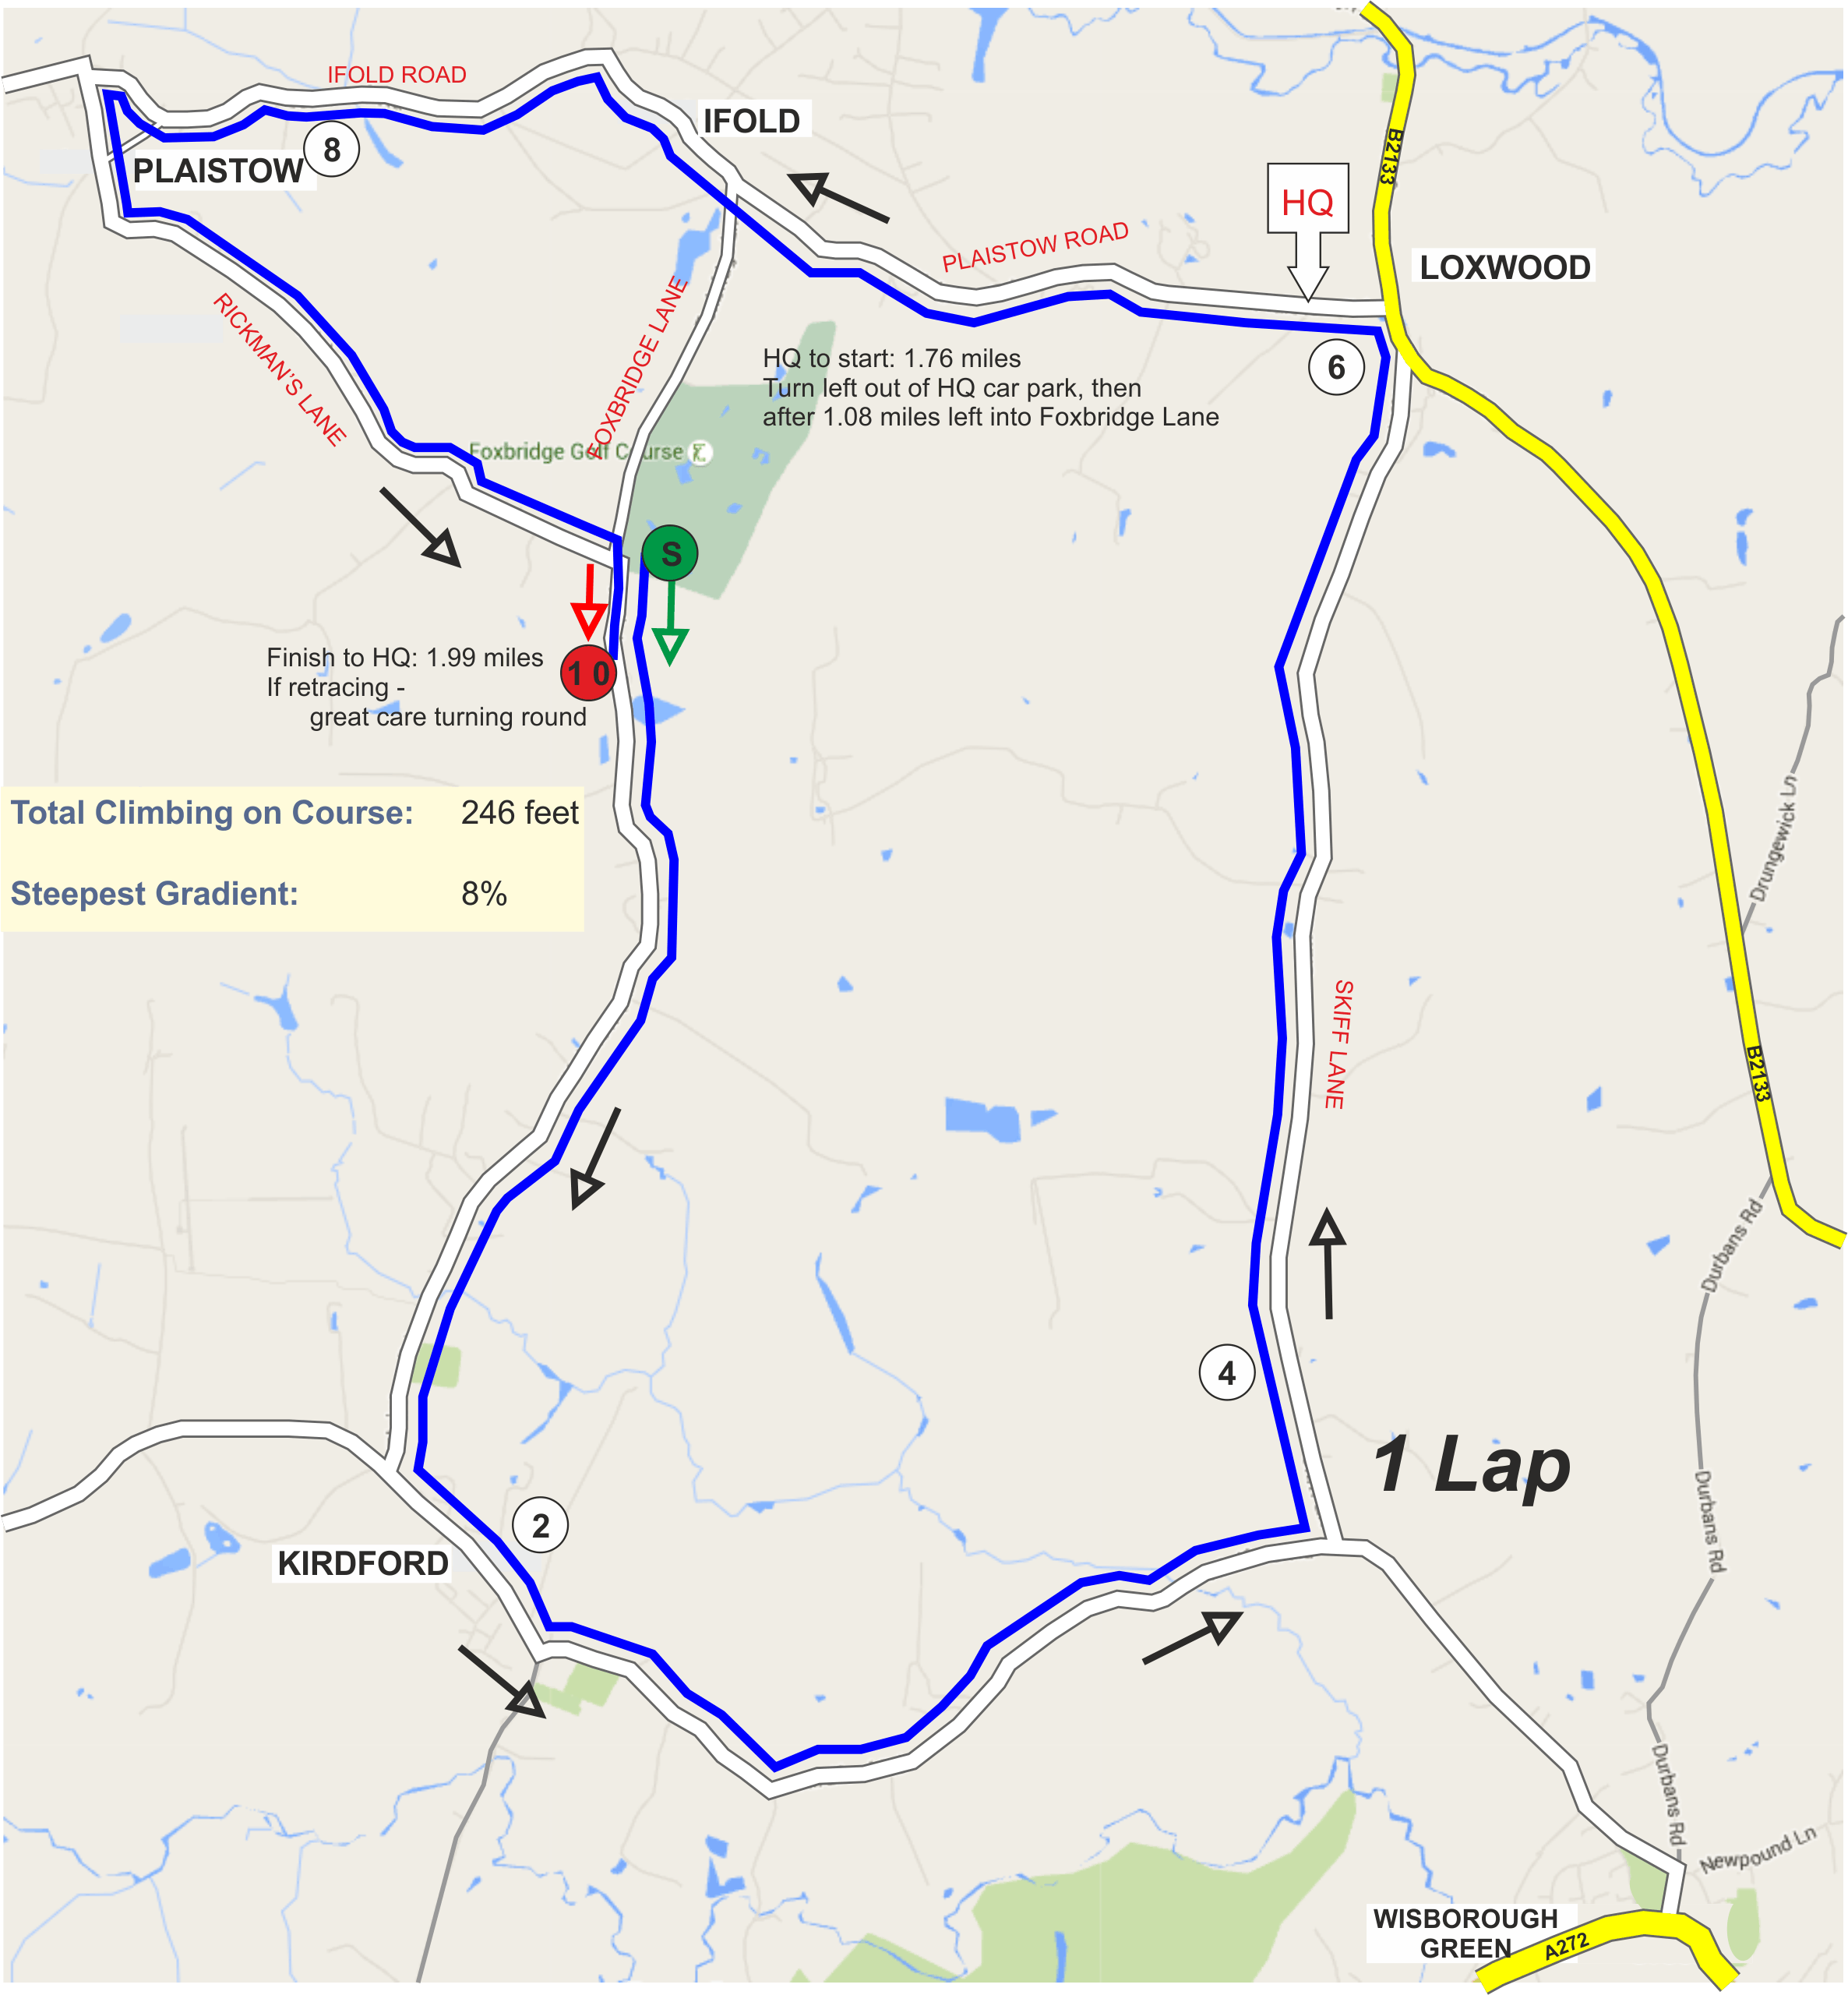 IFOLD ROAD
IFOLD
B2133
PLAISTOW
8
HQ
PLAISTOW ROAD
LOXWOOD
RICKMAN'S LANE
FOXBRIDGE LANE
HQ to start: 1.76 miles
Turn left out of HQ car park, then
after 1.08 miles left into Foxbridge Lane
6
Foxbridge Golf Course
S
Finish to HQ: 1.99 miles
If retracing -
great care turning round
1 0
Total Climbing on Course: 246 feet
Steepest Gradient: 8%
Drungewick Ln
SKIFF LANE
B2133
Durbans Rd
4
1 Lap
2
KIRDFORD
Durbans Rd
Durbans Rd
Newpound Ln
WISBOROUGH
GREEN
A272